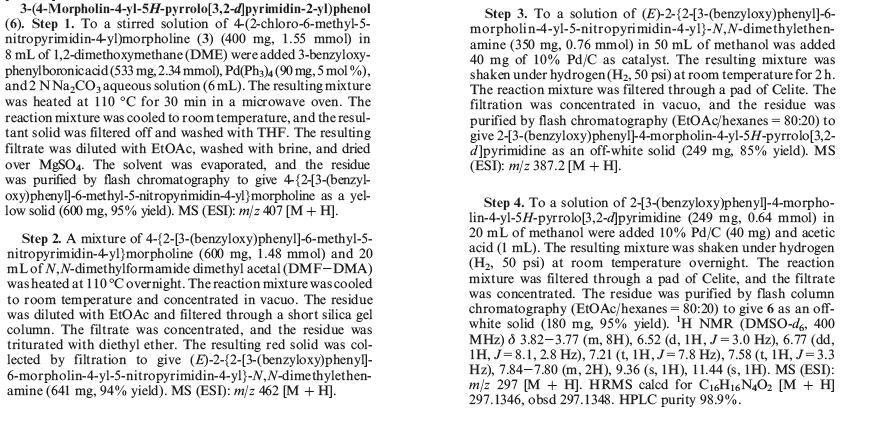 3-(4-Morpholin-4-yl-5H-pyrrolo[3,2-d]pyrimidin-2-yl)phenol
(6). Step 1. To a stirred solution of 4-(2-chloro-6-methyl-5-
nitropyrimidin-4-yl)morpholine (3) (400 mg, 1.55 mmol) in
8 mL of 1,2-dimethoxymethane (DME) were added 3-benzyloxy-
phenylboronic acid (533 mg, 2.34 mmol), Pd(Ph₃)₄ (90 mg, 5 mol %),
and 2 N Na₂CO₃ aqueous solution (6 mL). The resulting mixture
was heated at 110 °C for 30 min in a microwave oven. The
reaction mixture was cooled to room temperature, and the resul-
tant solid was filtered off and washed with THF. The resulting
filtrate was diluted with EtOAc, washed with brine, and dried
over MgSO₄. The solvent was evaporated, and the residue
was purified by flash chromatography to give 4-{2-[3-(benzyl-
oxy)phenyl]-6-methyl-5-nitropyrimidin-4-yl}morpholine as a yel-
low solid (600 mg, 95% yield). MS (ESI): m/z 407 [M + H].
Step 2. A mixture of 4-{2-[3-(benzyloxy)phenyl]-6-methyl-5-
nitropyrimidin-4-yl}morpholine (600 mg, 1.48 mmol) and 20
mL of N,N-dimethylformamide dimethyl acetal (DMF−DMA)
was heated at 110 °C overnight. The reaction mixture was cooled
to room temperature and concentrated in vacuo. The residue
was diluted with EtOAc and filtered through a short silica gel
column. The filtrate was concentrated, and the residue was
triturated with diethyl ether. The resulting red solid was col-
lected by filtration to give (E)-2-{2-[3-(benzyloxy)phenyl]-
6-morpholin-4-yl-5-nitropyrimidin-4-yl}-N,N-dimethylethen-
amine (641 mg, 94% yield). MS (ESI): m/z 462 [M + H].
Step 3. To a solution of (E)-2-{2-[3-(benzyloxy)phenyl]-6-
morpholin-4-yl-5-nitropyrimidin-4-yl}-N,N-dimethylethen-
amine (350 mg, 0.76 mmol) in 50 mL of methanol was added
40 mg of 10% Pd/C as catalyst. The resulting mixture was
shaken under hydrogen (H₂, 50 psi) at room temperature for 2 h.
The reaction mixture was filtered through a pad of Celite. The
filtration was concentrated in vacuo, and the residue was
purified by flash chromatography (EtOAc/hexanes = 80:20) to
give 2-[3-(benzyloxy)phenyl]-4-morpholin-4-yl-5H-pyrrolo[3,2-
d]pyrimidine as an off-white solid (249 mg, 85% yield). MS
(ESI): m/z 387.2 [M + H].
Step 4. To a solution of 2-[3-(benzyloxy)phenyl]-4-morpho-
lin-4-yl-5H-pyrrolo[3,2-d]pyrimidine (249 mg, 0.64 mmol) in
20 mL of methanol were added 10% Pd/C (40 mg) and acetic
acid (1 mL). The resulting mixture was shaken under hydrogen
(H₂, 50 psi) at room temperature overnight. The reaction
mixture was filtered through a pad of Celite, and the filtrate
was concentrated. The residue was purified by flash column
chromatography (EtOAc/hexanes = 80:20) to give 6 as an off-
white solid (180 mg, 95% yield). ¹H NMR (DMSO-d₆, 400
MHz) δ 3.82−3.77 (m, 8H), 6.52 (d, 1H, J = 3.0 Hz), 6.77 (dd,
1H, J = 8.1, 2.8 Hz), 7.21 (t, 1H, J = 7.8 Hz), 7.58 (t, 1H, J = 3.3
Hz), 7.84−7.80 (m, 2H), 9.36 (s, 1H), 11.44 (s, 1H). MS (ESI):
m/z 297 [M + H]. HRMS calcd for C₁₆H₁₆N₄O₂ [M + H]
297.1346, obsd 297.1348. HPLC purity 98.9%.